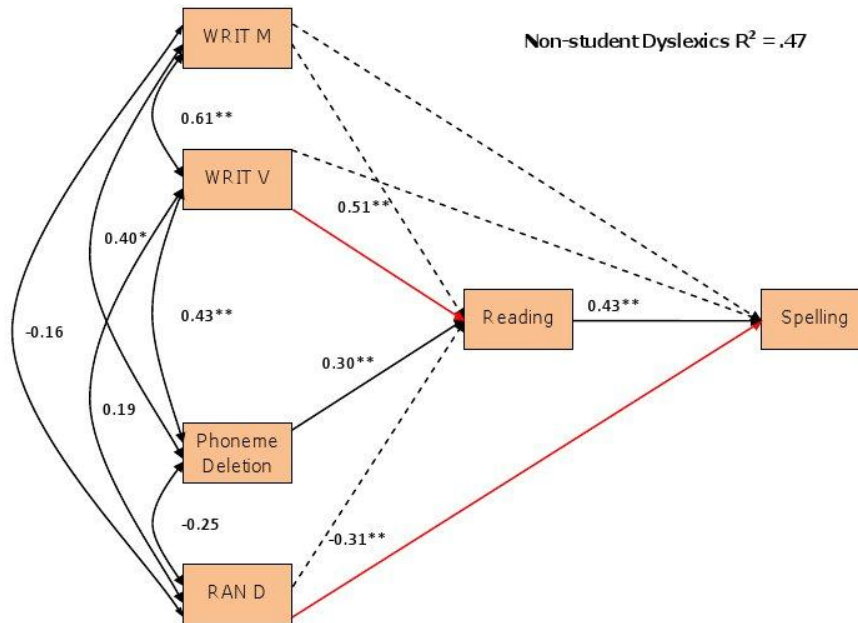 WRIT M
Non-student Dyslexics R² = .47
0.61**
WRIT V
0.51**
0.40*
0.43**
Reading
0.43**
Spelling
-0.16
0.30**
0.19
Phoneme
Deletion
-0.25
-0.31**
RAN D